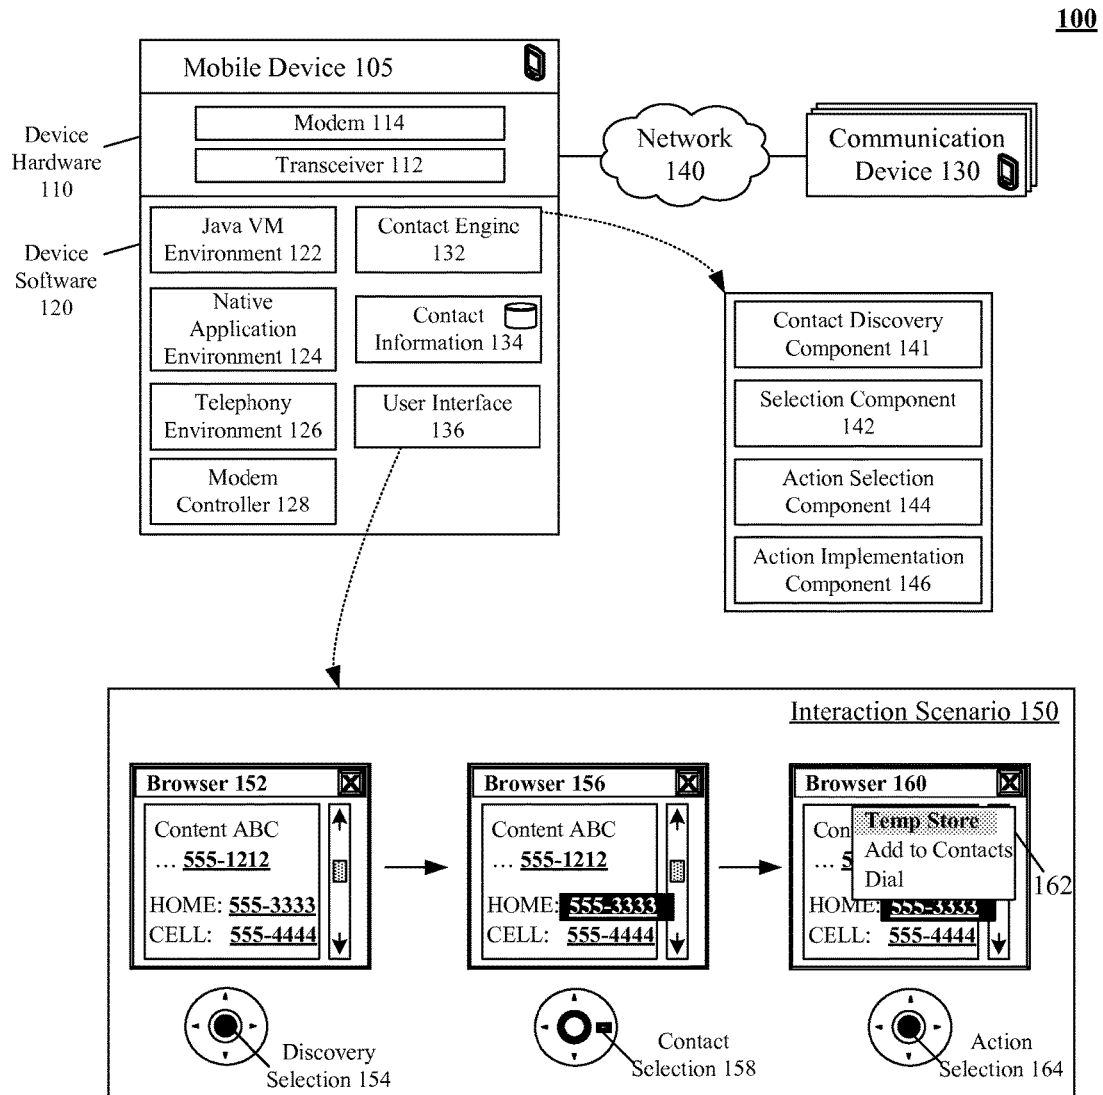 100
Mobile Device 105
Device
Hardware
110
Modem 114
Transceiver 112
Network
140
Communication
Device 130
Device
Software
120
Java VM
Environment 122
Contact Engine
132
Native
Application
Environment 124
Contact
Information 134
Telephony
Environment 126
User Interface
136
Modem
Controller 128
Contact Discovery
Component 141
Selection Component
142
Action Selection
Component 144
Action Implementation
Component 146
Interaction Scenario 150
Browser 152
Content ABC
... 555-1212
HOME: 555-3333
CELL: 555-4444
Discovery
Selection 154
Browser 156
Content ABC
... 555-1212
HOME: 555-3333
CELL: 555-4444
Contact
Selection 158
Browser 160
Con
... 5
Temp Store
Add to Contacts
Dial
162
HOME: 555-3333
CELL: 555-4444
Action
Selection 164